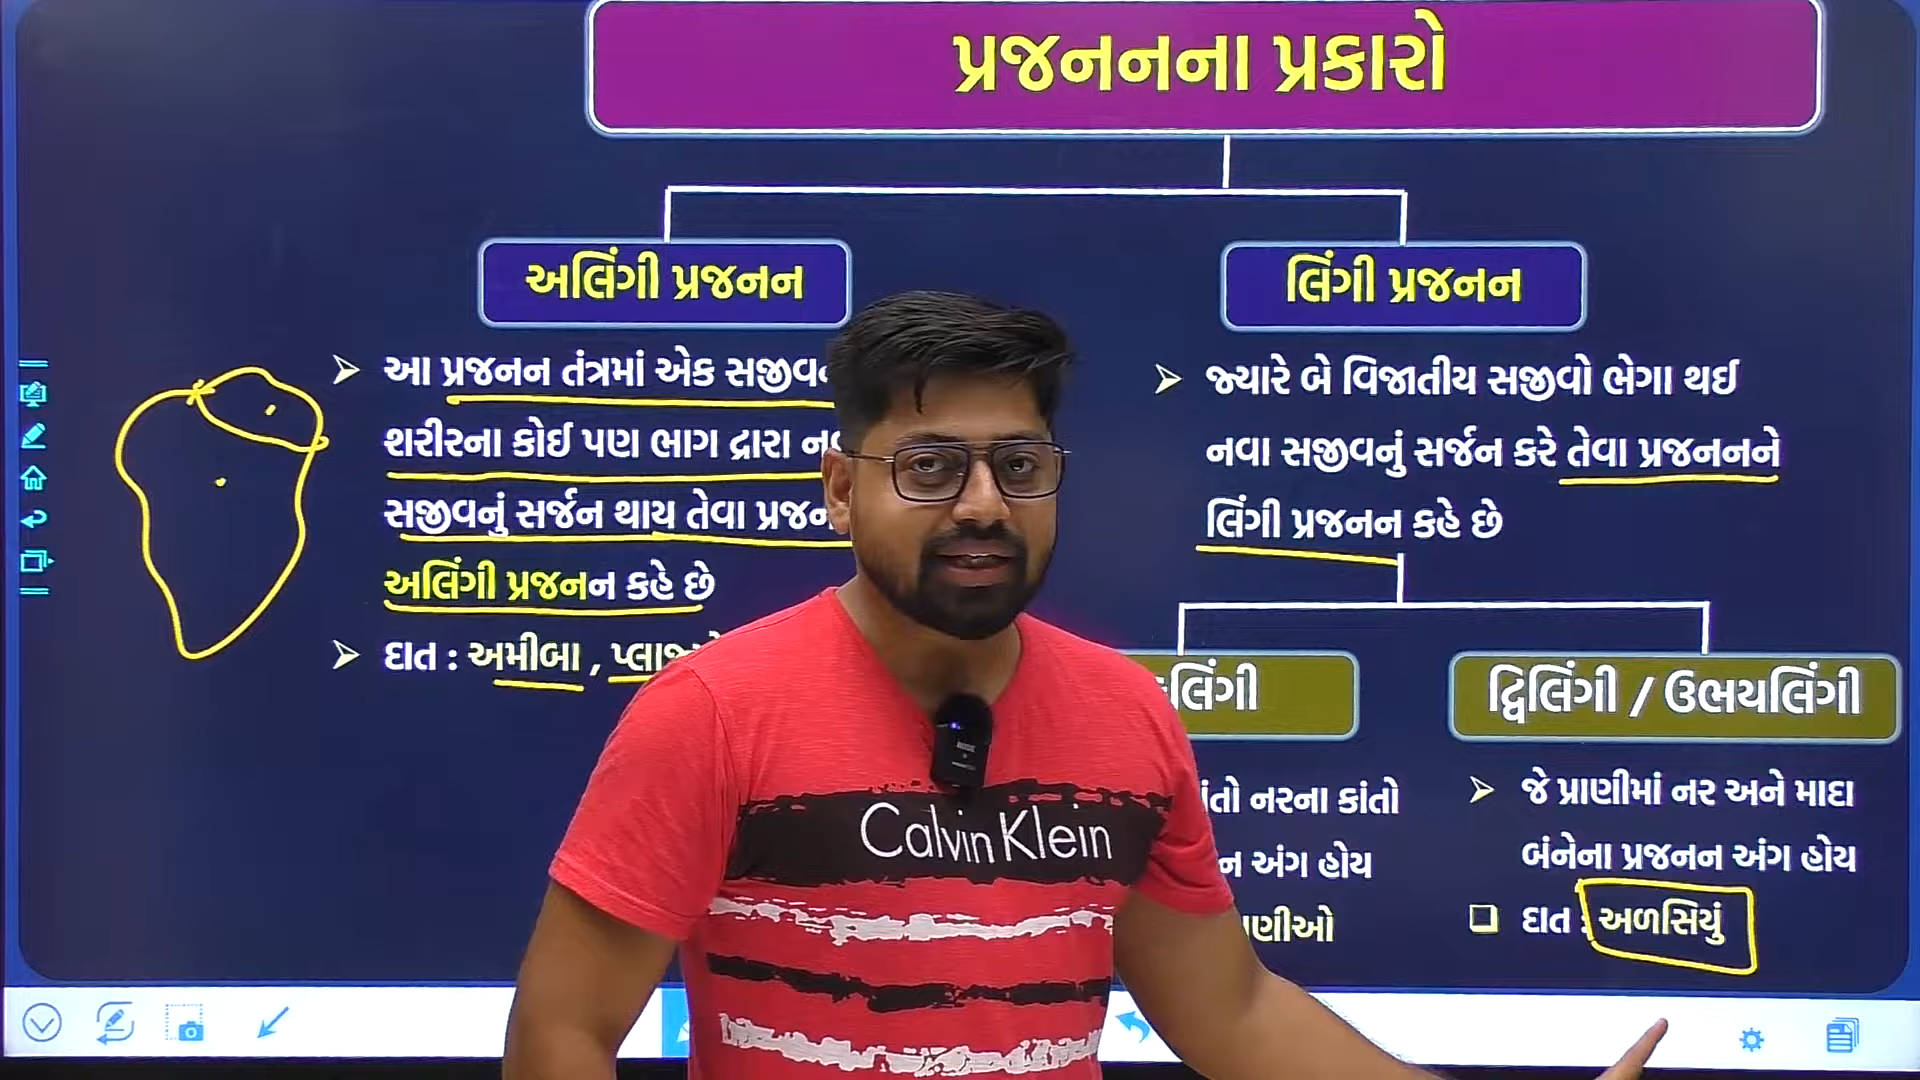 પ્રજનનના પ્રકારો
અલિંગી પ્રજનન
લિંગી પ્રજનન
આ પ્રજનન તંત્રમાં એક
શરીરના કોઈ પણ ભાગ દ્રારા
સજીવનું સર્જન થાય તેવા
અલિંગી પ્રજનન કહે છે
દાત : અમીબા ,
જ્યારે બે વિજાતીય સજીવો ભેગા થઈ
નવા સજીવનું સર્જન કરે તેવા પ્રજનનને
લિંગી પ્રજનન કહે છે
દ્વિલિંગી / ઉભયલિંગી
નરના કાંતો
અંગ હોય
જે પ્રાણીમાં નર અને માદા
બંનેના પ્રજનન અંગ હોય
દાત : અળસિયું
Calvin Klein